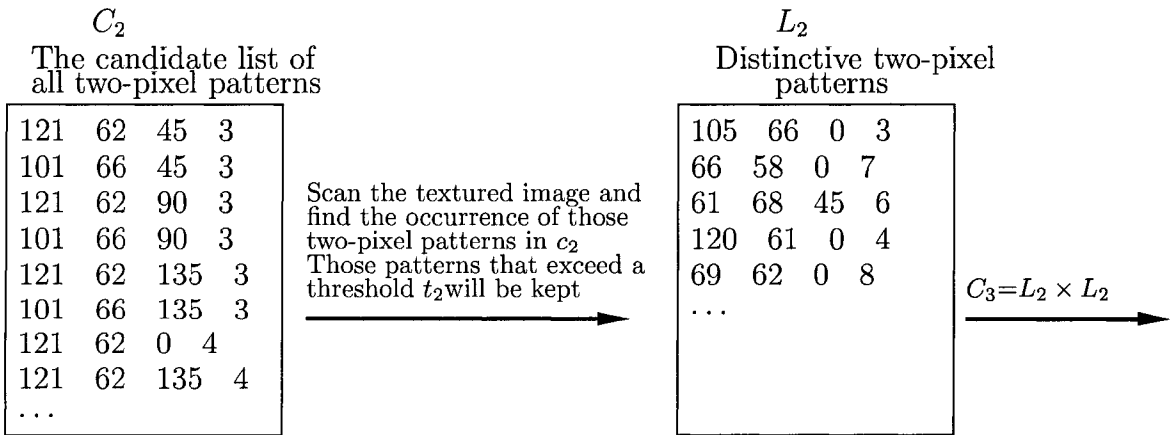 C₂
The candidate list of
all two-pixel patterns
121 62 45 3
101 66 45 3
121 62 90 3
101 66 90 3
121 62 135 3
101 66 135 3
121 62 0 4
121 62 135 4
...
Scan the textured image and
find the occurrence of those
two-pixel patterns in c₂
Those patterns that exceed a
threshold t₂will be kept
L₂
Distinctive two-pixel
patterns
105 66 0 3
66 58 0 7
61 68 45 6
120 61 0 4
69 62 0 8
...
C₃=L₂ × L₂